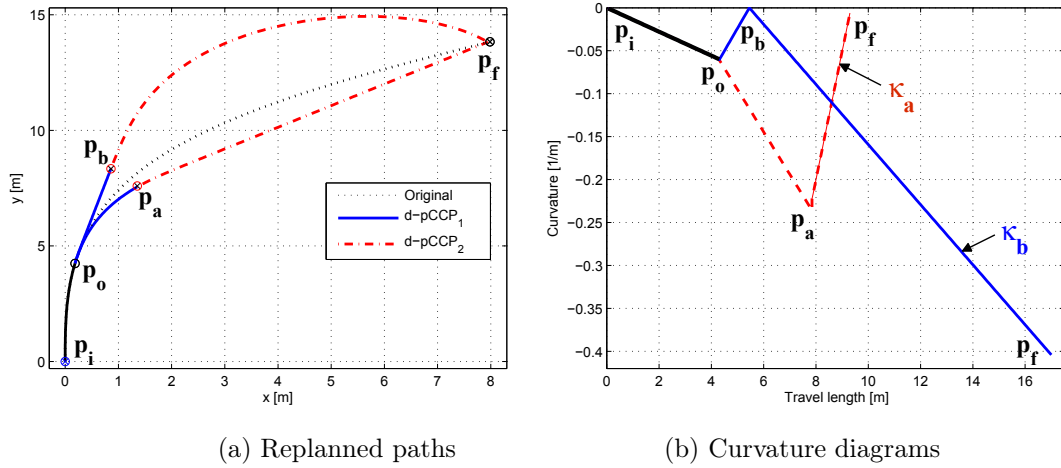 15
10
5
0
y [m]
0 1 2 3 4 5 6 7 8
x [m]
p_b
p_f
p_a
p_o
p_i
Original
d−pCCP_1
d−pCCP_2
(a) Replanned paths
0
−0.05
−0.1
−0.15
−0.2
−0.25
−0.3
−0.35
−0.4
Curvature [1/m]
0 2 4 6 8 10 12 14 16
Travel length [m]
p_i
p_b
p_f
p_o
κ_a
p_a
κ_b
p_f
(b) Curvature diagrams